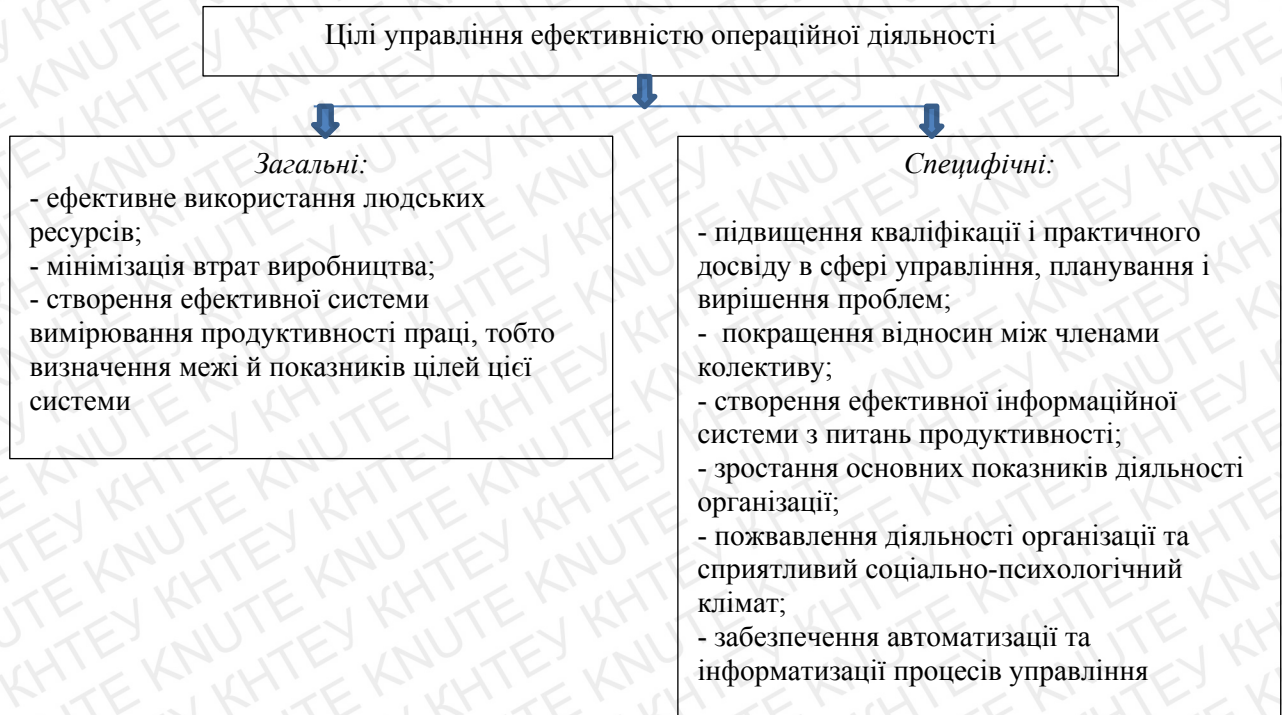 Цілі управління ефективністю операційної діяльності
Загальні:
- ефективне використання людських
ресурсів;
- мінімізація втрат виробництва;
- створення ефективної системи
вимірювання продуктивності праці, тобто
визначення межі й показників цілей цієї
системи
Специфічні:
- підвищення кваліфікації і практичного
досвіду в сфері управління, планування і
вирішення проблем;
- покращення відносин між членами
колективу;
- створення ефективної інформаційної
системи з питань продуктивності;
- зростання основних показників діяльності
організації;
- пожвавлення діяльності організації та
сприятливий соціально-психологічний
клімат;
- забезпечення автоматизації та
інформатизації процесів управління